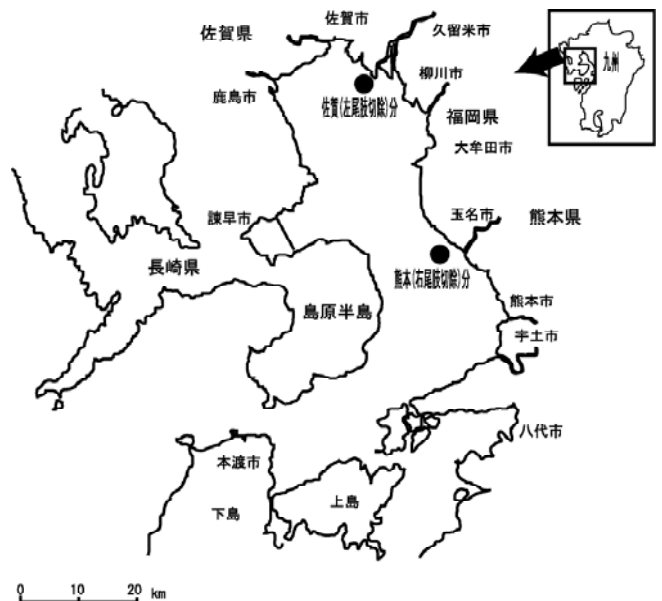 佐賀市
佐賀県
久留米市
九州
柳川市
鹿島市
佐賀(左尾肢切除)分
福岡県
大牟田市
玉名市
諫早市
熊本県
長崎県
熊本(右尾肢切除)分
島原半島
熊本市
宇土市
八代市
本渡市
上島
下島
0 10 20 km